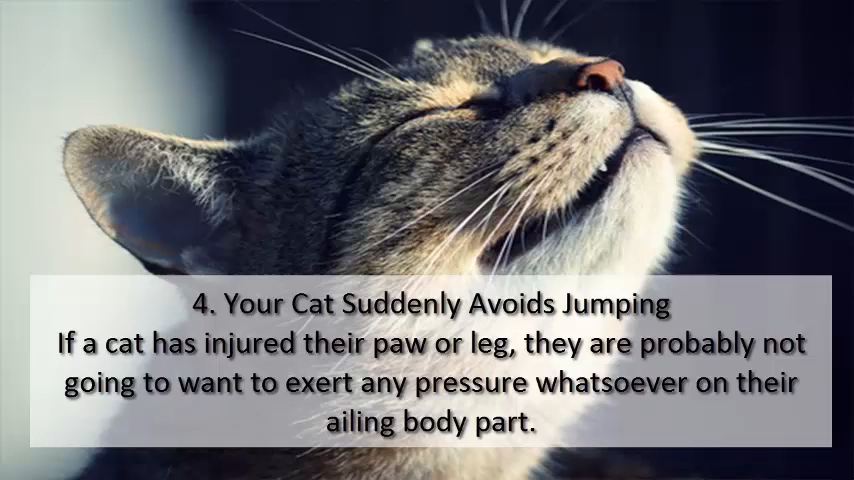 4. Your Cat Suddenly Avoids Jumping
If a cat has injured their paw or leg, they are probably not
going to want to exert any pressure whatsoever on their
ailing body part.